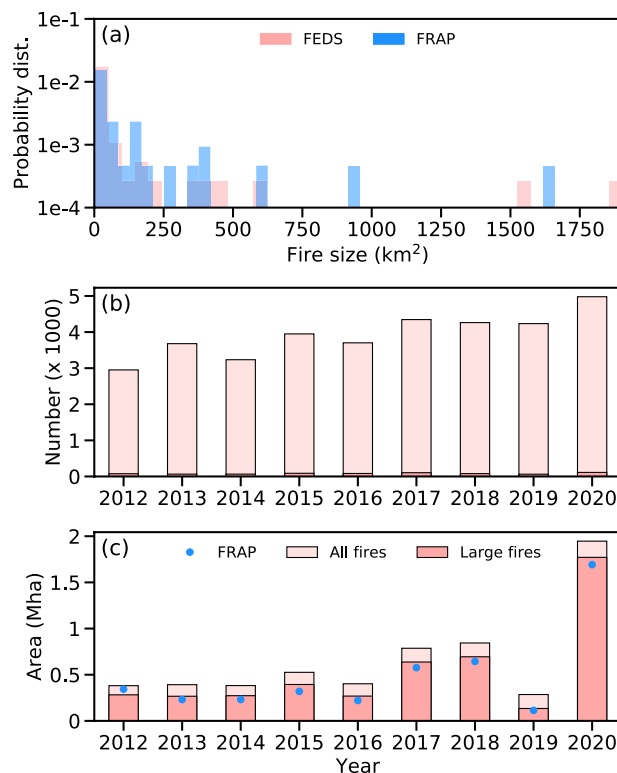 (a)
FEDS FRAP
Probability dist.
1e-1
1e-2
1e-3
1e-4
0 250 500 750 1000 1250 1500 1750
Fire size (km²)
(b)
Number (x 1000)
5
4
3
2
1
0
2012 2013 2014 2015 2016 2017 2018 2019 2020
(c)
FRAP All fires Large fires
Area (Mha)
2
1.5
1
0.5
0
2012 2013 2014 2015 2016 2017 2018 2019 2020
Year